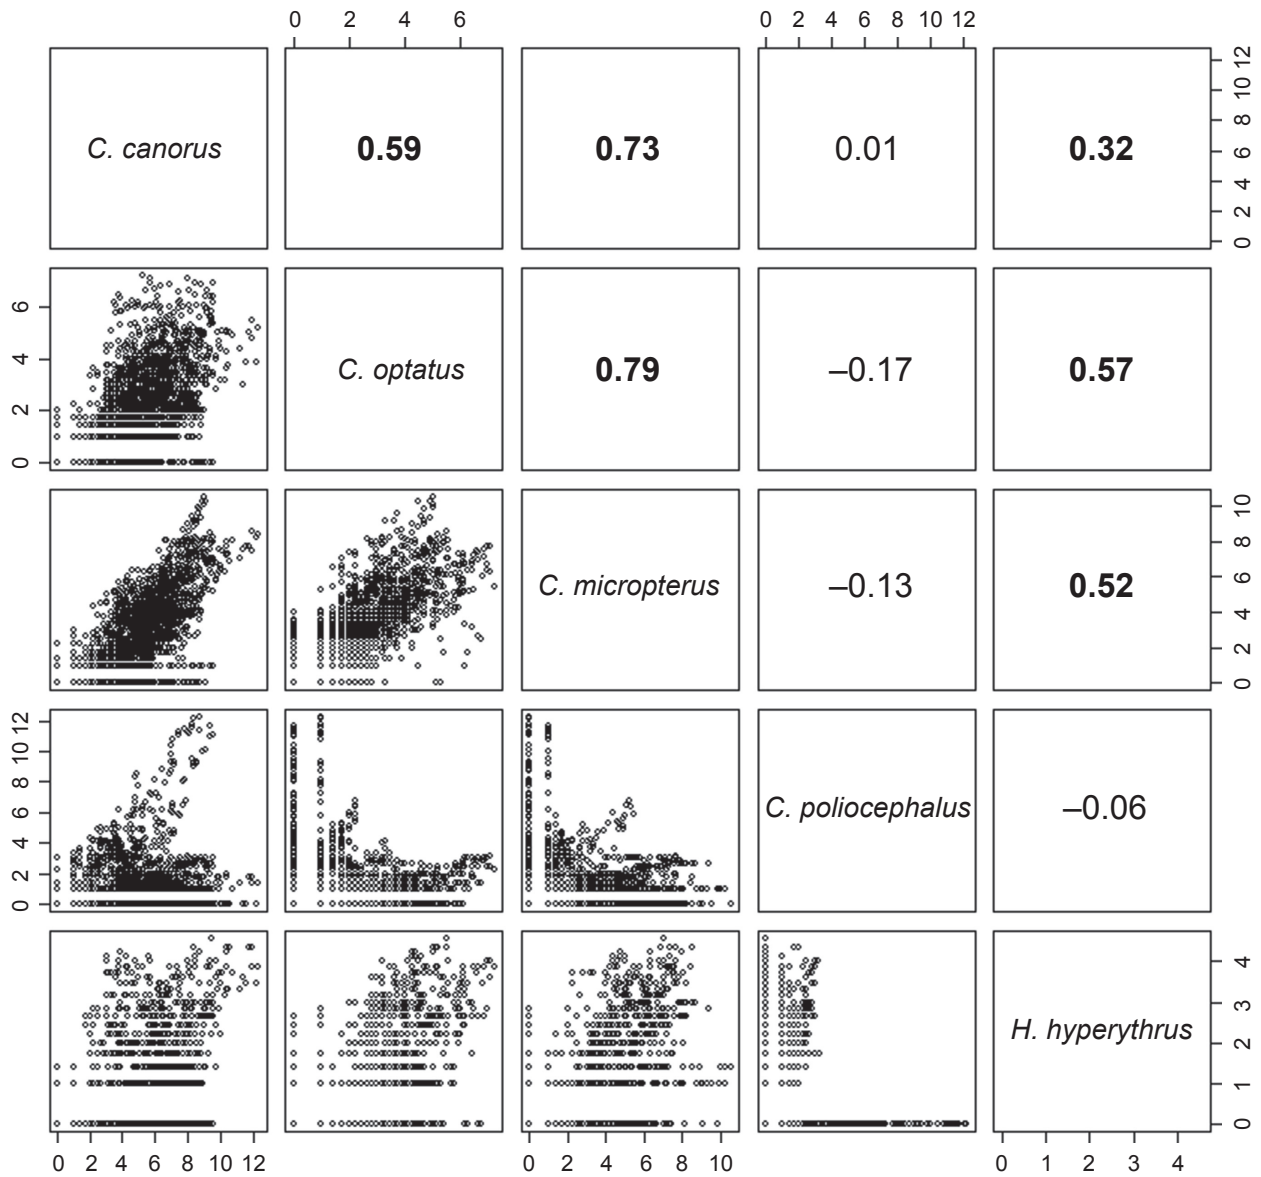 0 2 4 6 0 2 4 6 8 10 12
C. canorus 0.59 0.73 0.01 0.32
0 2 4 6 8 10 12
0 2 4 6
C. optatus 0.79 –0.17 0.57
C. micropterus –0.13 0.52
0 2 4 6 8 10
0 2 4 6 8 10 12
C. poliocephalus –0.06
H. hyperythrus
0 1 2 3 4
0 2 4 6 8 10 12 0 2 4 6 8 10 0 1 2 3 4